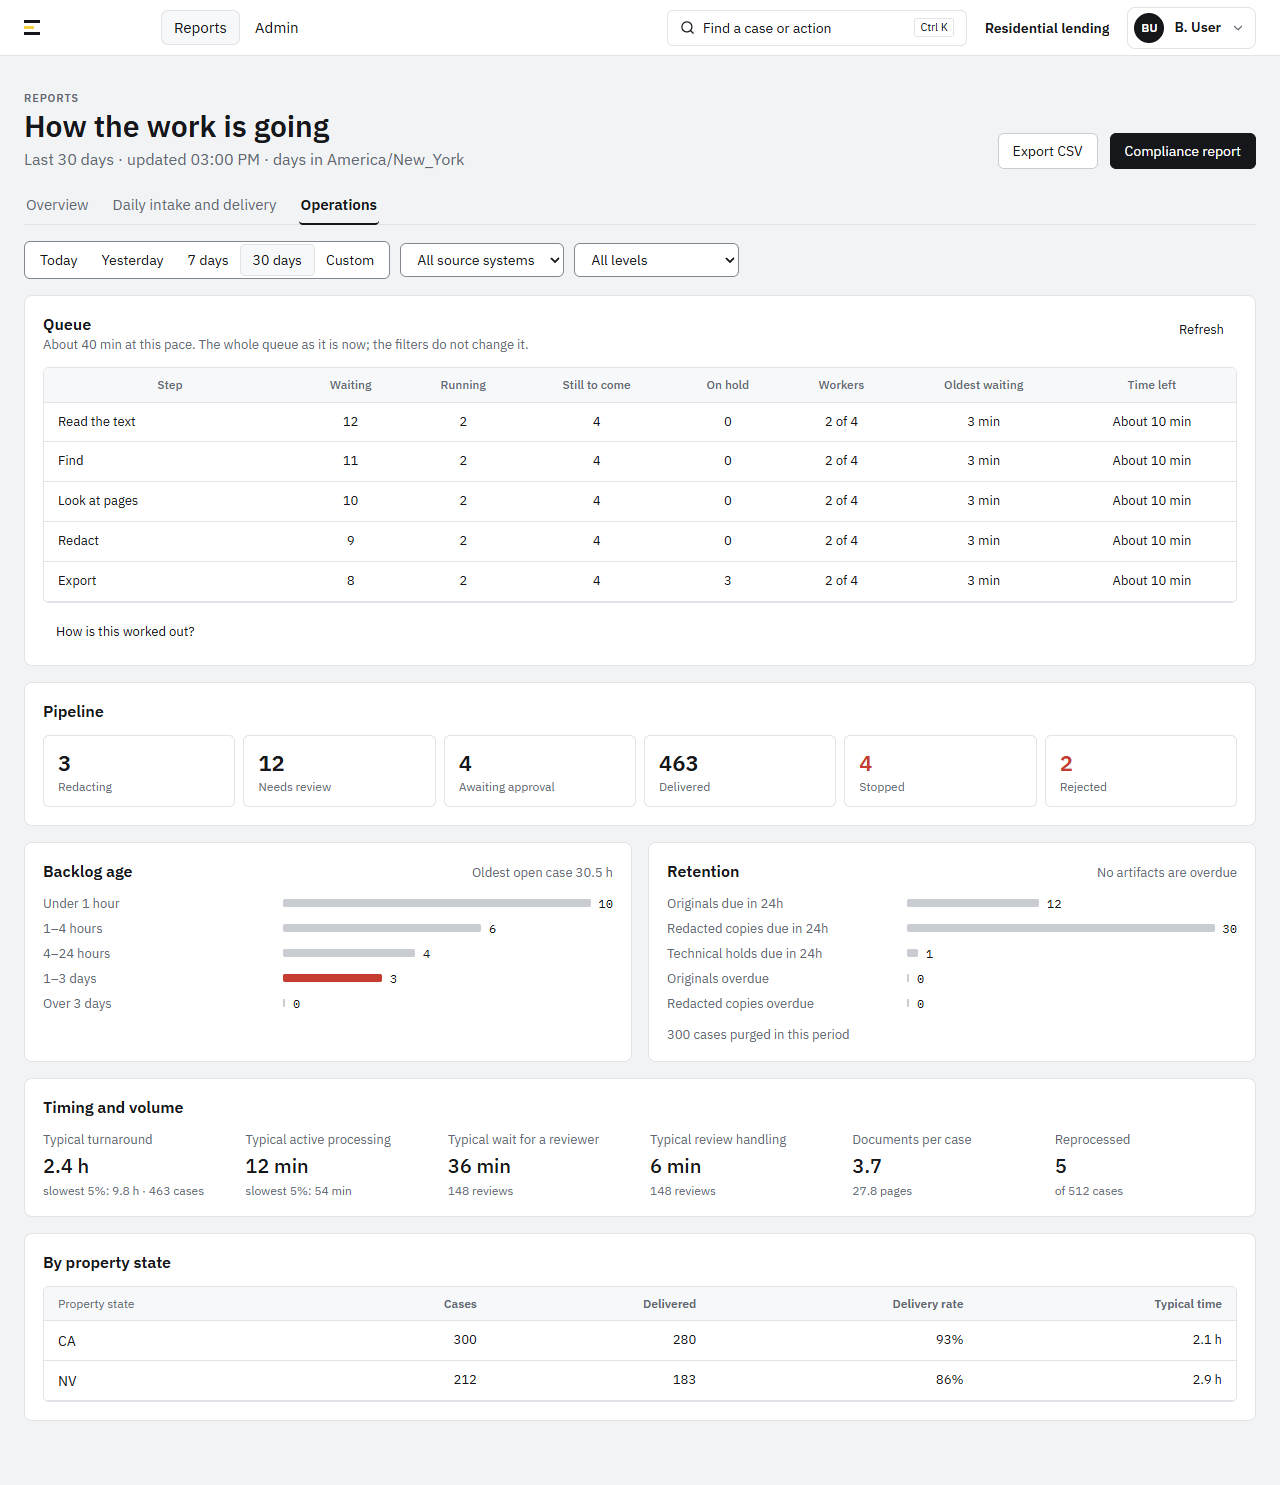 Reports
Admin
Find a case or action
Ctrl K
Residential lending
BU
B. User
REPORTS
How the work is going
Last 30 days · updated 03:00 PM · days in America/New_York
Export CSV
Compliance report
Overview
Daily intake and delivery
Operations
Today
Yesterday
7 days
30 days
Custom
All source systems
All levels
Queue
About 40 min at this pace. The whole queue as it is now; the filters do not change it.
Refresh
Step Waiting Running Still to come On hold Workers Oldest waiting Time left
Read the text 12 2 4 0 2 of 4 3 min About 10 min
Find 11 2 4 0 2 of 4 3 min About 10 min
Look at pages 10 2 4 0 2 of 4 3 min About 10 min
Redact 9 2 4 0 2 of 4 3 min About 10 min
Export 8 2 4 3 2 of 4 3 min About 10 min
How is this worked out?
Pipeline
3
Redacting
12
Needs review
4
Awaiting approval
463
Delivered
4
Stopped
2
Rejected
Backlog age
Oldest open case 30.5 h
Under 1 hour 10
1–4 hours 6
4–24 hours 4
1–3 days 3
Over 3 days 0
Retention
No artifacts are overdue
Originals due in 24h 12
Redacted copies due in 24h 30
Technical holds due in 24h 1
Originals overdue 0
Redacted copies overdue 0
300 cases purged in this period
Timing and volume
Typical turnaround
2.4 h
slowest 5%: 9.8 h · 463 cases
Typical active processing
12 min
slowest 5%: 54 min
Typical wait for a reviewer
36 min
148 reviews
Typical review handling
6 min
148 reviews
Documents per case
3.7
27.8 pages
Reprocessed
5
of 512 cases
By property state
Property state Cases Delivered Delivery rate Typical time
CA 300 280 93% 2.1 h
NV 212 183 86% 2.9 h